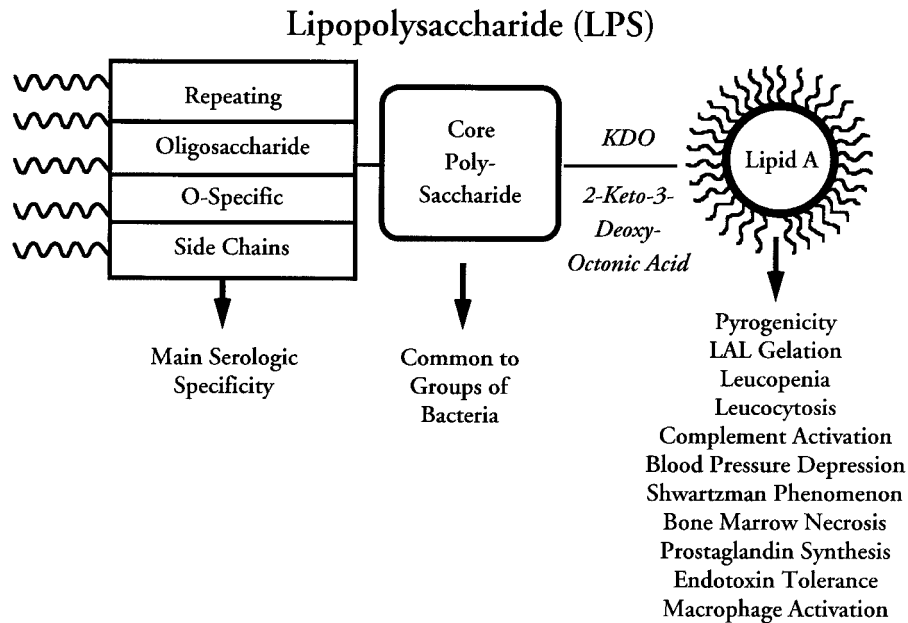 Lipopolysaccharide (LPS)
Repeating
Oligosaccharide
O-Specific
Side Chains
Main Serologic
Specificity
Core
Poly-
Saccharide
Common to
Groups of
Bacteria
KDO
2-Keto-3-
Deoxy-
Octonic Acid
Lipid A
Pyrogenicity
LAL Gelation
Leucopenia
Leucocytosis
Complement Activation
Blood Pressure Depression
Shwartzman Phenomenon
Bone Marrow Necrosis
Prostaglandin Synthesis
Endotoxin Tolerance
Macrophage Activation